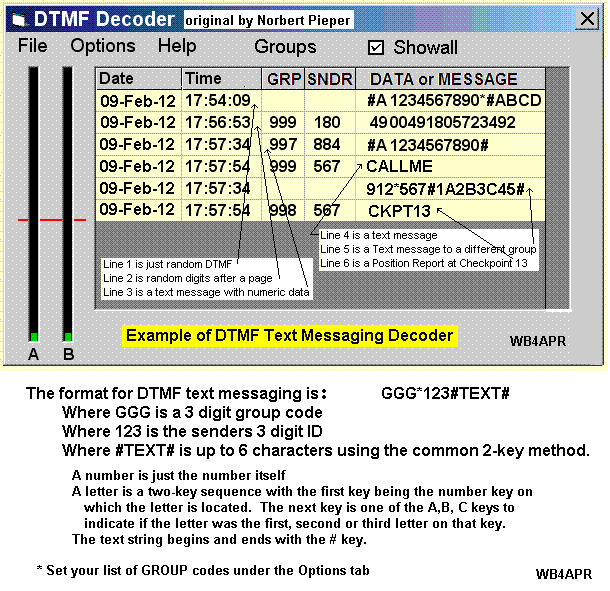 DTMF Decoder original by Norbert Pieper
File Options Help Groups Showall
Date Time GRP SNDR DATA or MESSAGE
09-Feb-12 17:54:09 #A 1234567890*#ABCD
09-Feb-12 17:56:53 999 180 4900491805723492
09-Feb-12 17:57:34 997 884 #A 1234567890#
09-Feb-12 17:57:54 999 567 CALLME
09-Feb-12 17:57:34 912*567#1A2B3C45#
09-Feb-12 17:57:54 998 567 CKPT13
Line 4 is a text message
Line 5 is a Text message to a different group
Line 6 is a Position Report at Checkpoint 13
Line 1 is just random DTMF
Line 2 is random digits after a page
Line 3 is a text message with numeric data
A B
Example of DTMF Text Messaging Decoder
WB4APR
The format for DTMF text messaging is: GGG*123#TEXT#
Where GGG is a 3 digit group code
Where 123 is the senders 3 digit ID
Where #TEXT# is up to 6 characters using the common 2-key method.
A number is just the number itself
A letter is a two-key sequence with the first key being the number key on
which the letter is located. The next key is one of the A,B, C keys to
indicate if the letter was the first, second or third letter on that key.
The text string begins and ends with the # key.
* Set your list of GROUP codes under the Options tab
WB4APR